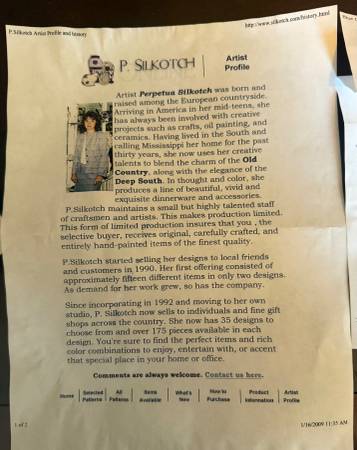 P.Silkotch Artist Profile and history
http://www.silkotch.com/history.html
P. SILKOTCH
Artist
Profile
Artist Perpetua Silkotch was born and
raised among the European countryside.
Arriving in America in her mid-teens, she
has always been involved with creative
projects such as crafts, oil painting, and
ceramics. Having lived in the South and
calling Mississippi her home for the past
thirty years, she now uses her creative
talents to blend the charm of the Old
Country, along with the elegance of the
Deep South. In thought and color, she
produces a line of beautiful, vivid and
exquisite dinnerware and accessories.
P.Silkotch maintains a small but highly talented staff
of craftsmen and artists. This makes production limited.
This form of limited production insures that you , the
selective buyer, receives original, carefully crafted, and
entirely hand-painted items of the finest quality.
P.Silkotch started selling her designs to local friends
and customers in 1990. Her first offering consisted of
approximately fifteen different items in only two designs.
As demand for her work grew, so has the company.
Since incorporating in 1992 and moving to her own
studio, P. Silkotch now sells to individuals and fine gift
shops across the country. She now has 35 designs to
choose from and over 175 pieces available in each
design. You're sure to find the perfect items and rich
color combinations to enjoy, entertain with, or accent
that special place in your home or office.
Comments are always welcome. Contact us here.
Home | Selected Patterns | All Patterns | Items Available | What's New | How to Purchase | Product Information | Artist Profile
1 of 2
1/16/2009 11:35 AM